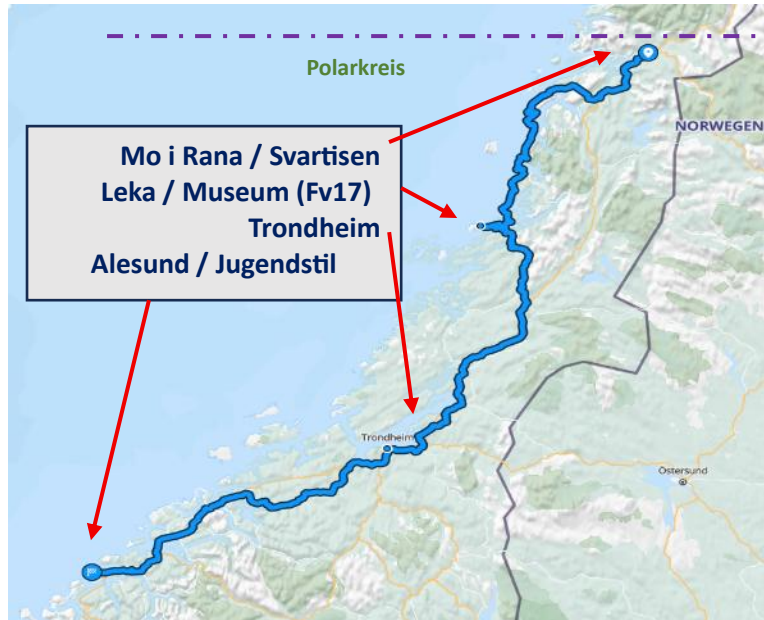 Polarkreis
NORWEGEN
Mo i Rana / Svartisen
Leka / Museum (Fv17)
Trondheim
Alesund / Jugendstil
Trondheim
Östersund